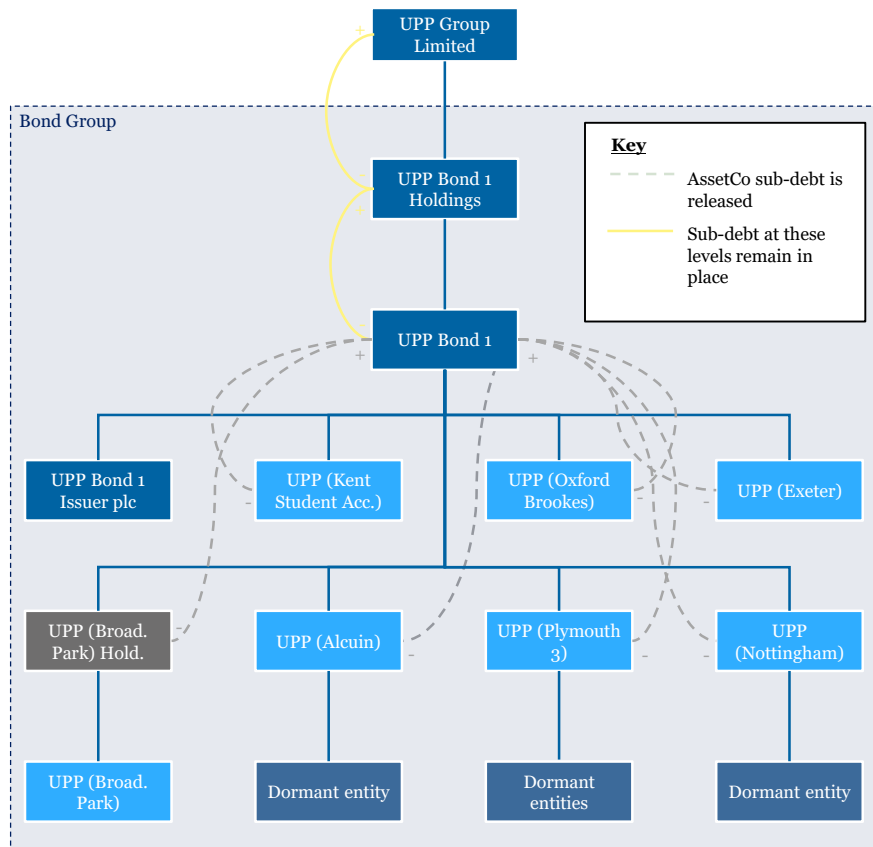 UPP Group
Limited
+
Bond Group
Key
AssetCo sub-debt is
released
Sub-debt at these
levels remain in
place
UPP Bond 1
Holdings
-
+
UPP Bond 1
-
+
+
UPP Bond 1
Issuer plc
UPP (Kent
Student Acc.)
UPP (Oxford
Brookes)
UPP (Exeter)
-
-
-
UPP (Broad.
Park) Hold.
UPP (Alcuin)
UPP (Plymouth
3)
UPP
(Nottingham)
-
-
-
-
UPP (Broad.
Park)
Dormant entity
Dormant
entities
Dormant entity